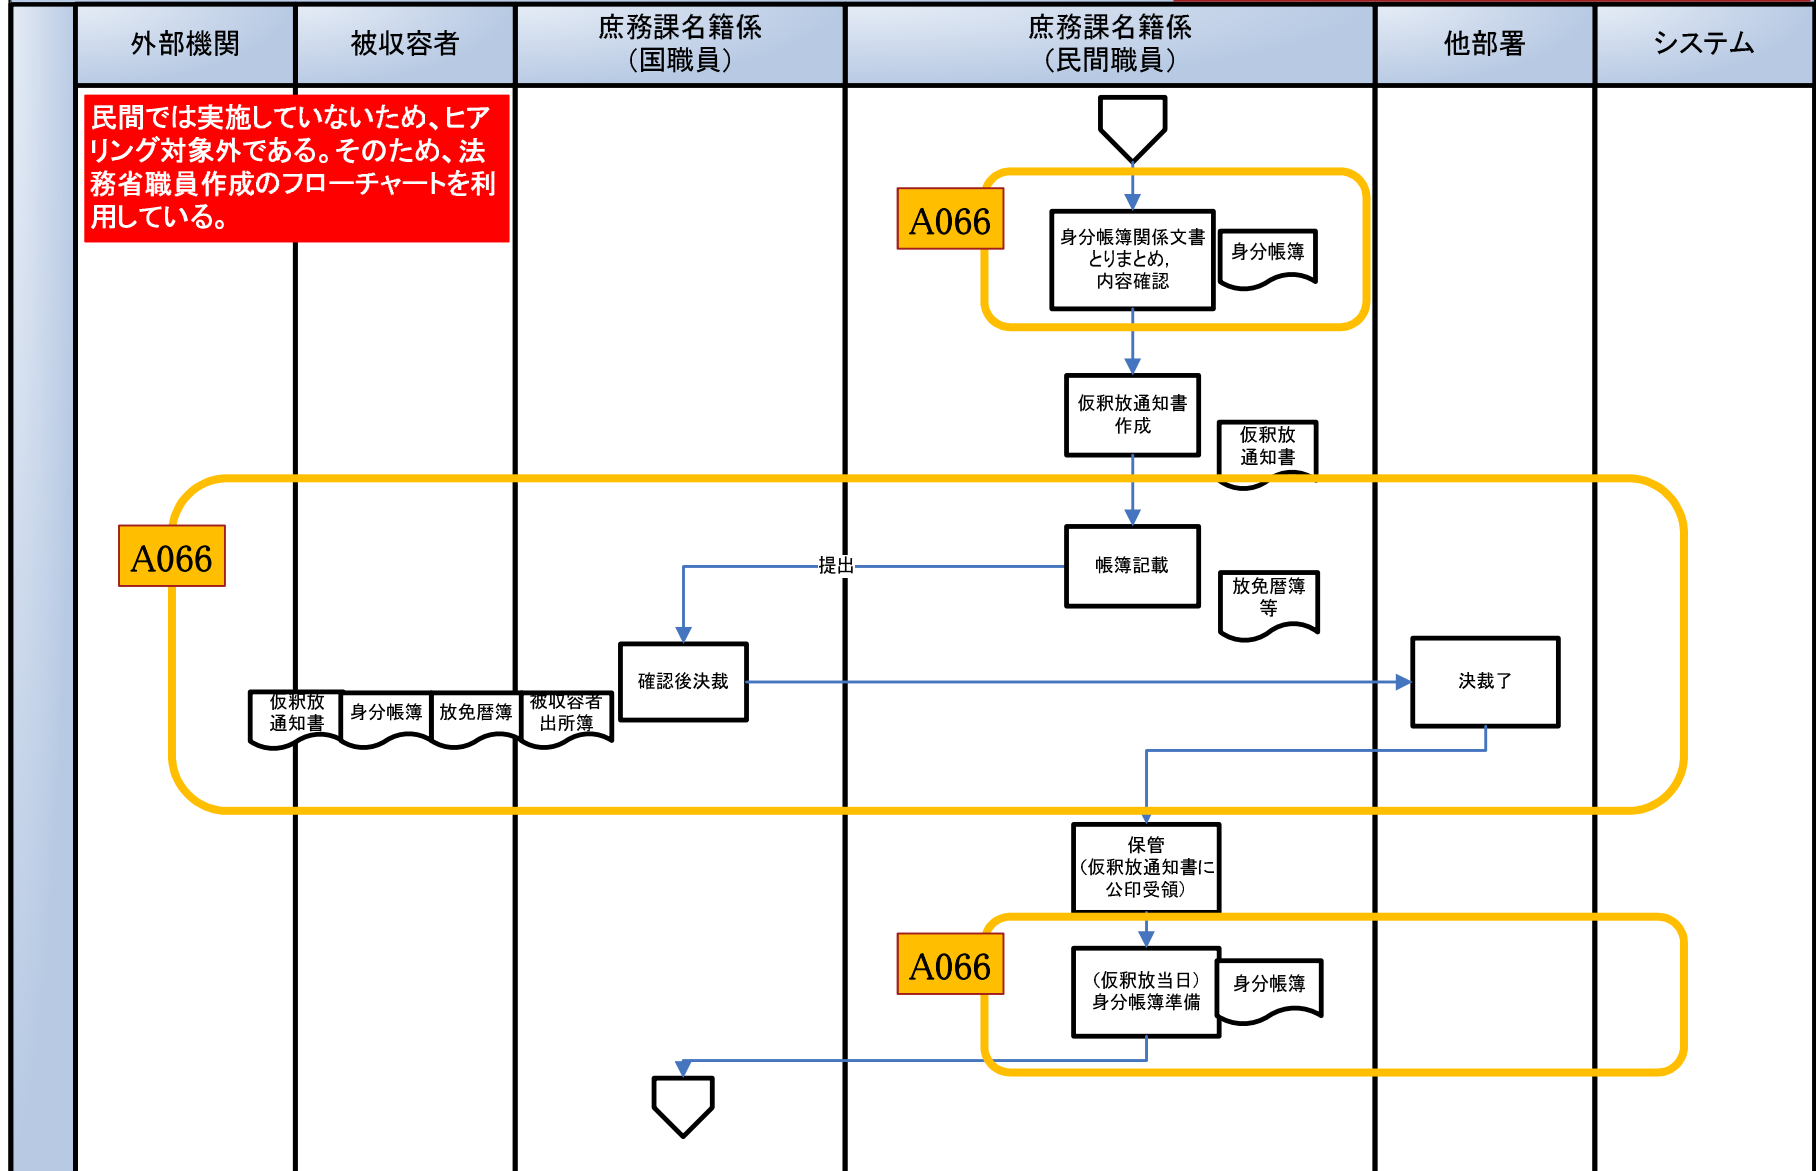 外部機関
被収容者
庶務課名籍係
（国職員）
庶務課名籍係
（民間職員）
他部署
システム
民間では実施していないため、ヒア
リング対象外である。そのため、法
務省職員作成のフローチャートを利
用している。
A066
身分帳簿関係文書
とりまとめ,
内容確認
身分帳簿
仮釈放通知書
作成
仮釈放
通知書
A066
提出
帳簿記載
放免暦簿
等
確認後決裁
決裁了
仮釈放
通知書
身分帳簿
放免暦簿
被収容者
出所簿
保管
（仮釈放通知書に
公印受領）
A066
（仮釈放当日）
身分帳簿準備
身分帳簿